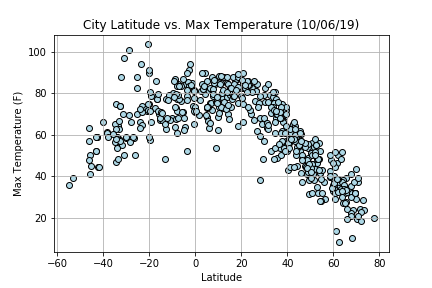 City Latitude vs. Max Temperature (10/06/19)
100
80
60
40
20
Max Temperature (F)
−60 −40 −20 0 20 40 60 80
Latitude